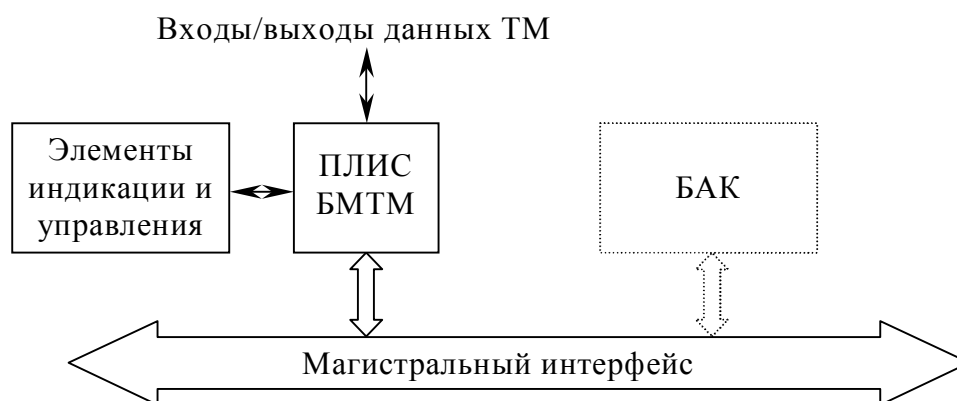 Входы/выходы данных ТМ
Элементы
индикации и
управления
ПЛИС
БМТМ
БАК
Магистральный интерфейс